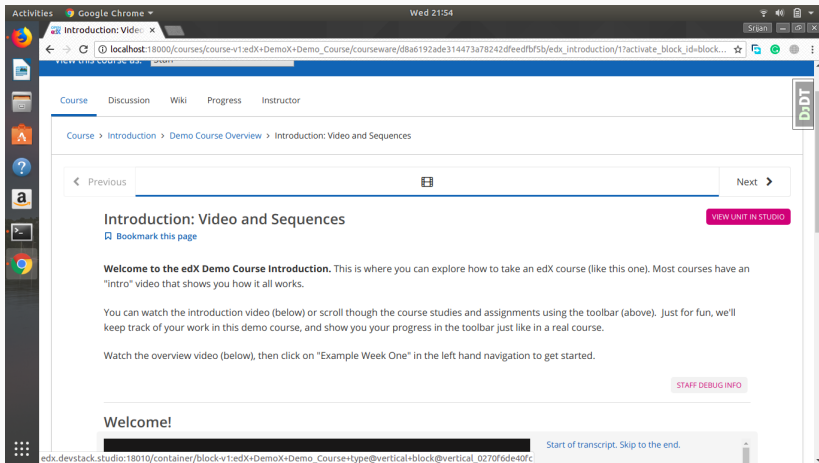 Activities Google Chrome Wed 21:54
Introduction: Video Srijan
localhost:18000/courses/course-v1:edX+DemoX+Demo_Course/courseware/d8a6192ade314473a78242dfeedfbf5b/edx_introduction/1?activate_block_id=block...
View this course as: Staff
Course Discussion Wiki Progress Instructor
DJDT
Course > Introduction > Demo Course Overview > Introduction: Video and Sequences
Previous Next
Introduction: Video and Sequences VIEW UNIT IN STUDIO
Bookmark this page
Welcome to the edX Demo Course Introduction. This is where you can explore how to take an edX course (like this one). Most courses have an
"intro" video that shows you how it all works.
You can watch the introduction video (below) or scroll though the course studies and assignments using the toolbar (above). Just for fun, we'll
keep track of your work in this demo course, and show you your progress in the toolbar just like in a real course.
Watch the overview video (below), then click on "Example Week One" in the left hand navigation to get started.
STAFF DEBUG INFO
Welcome!
Start of transcript. Skip to the end.
edx.devstack.studio:18010/container/block-v1:edX+DemoX+Demo_Course+type@vertical+block@vertical_0270f6de40fc